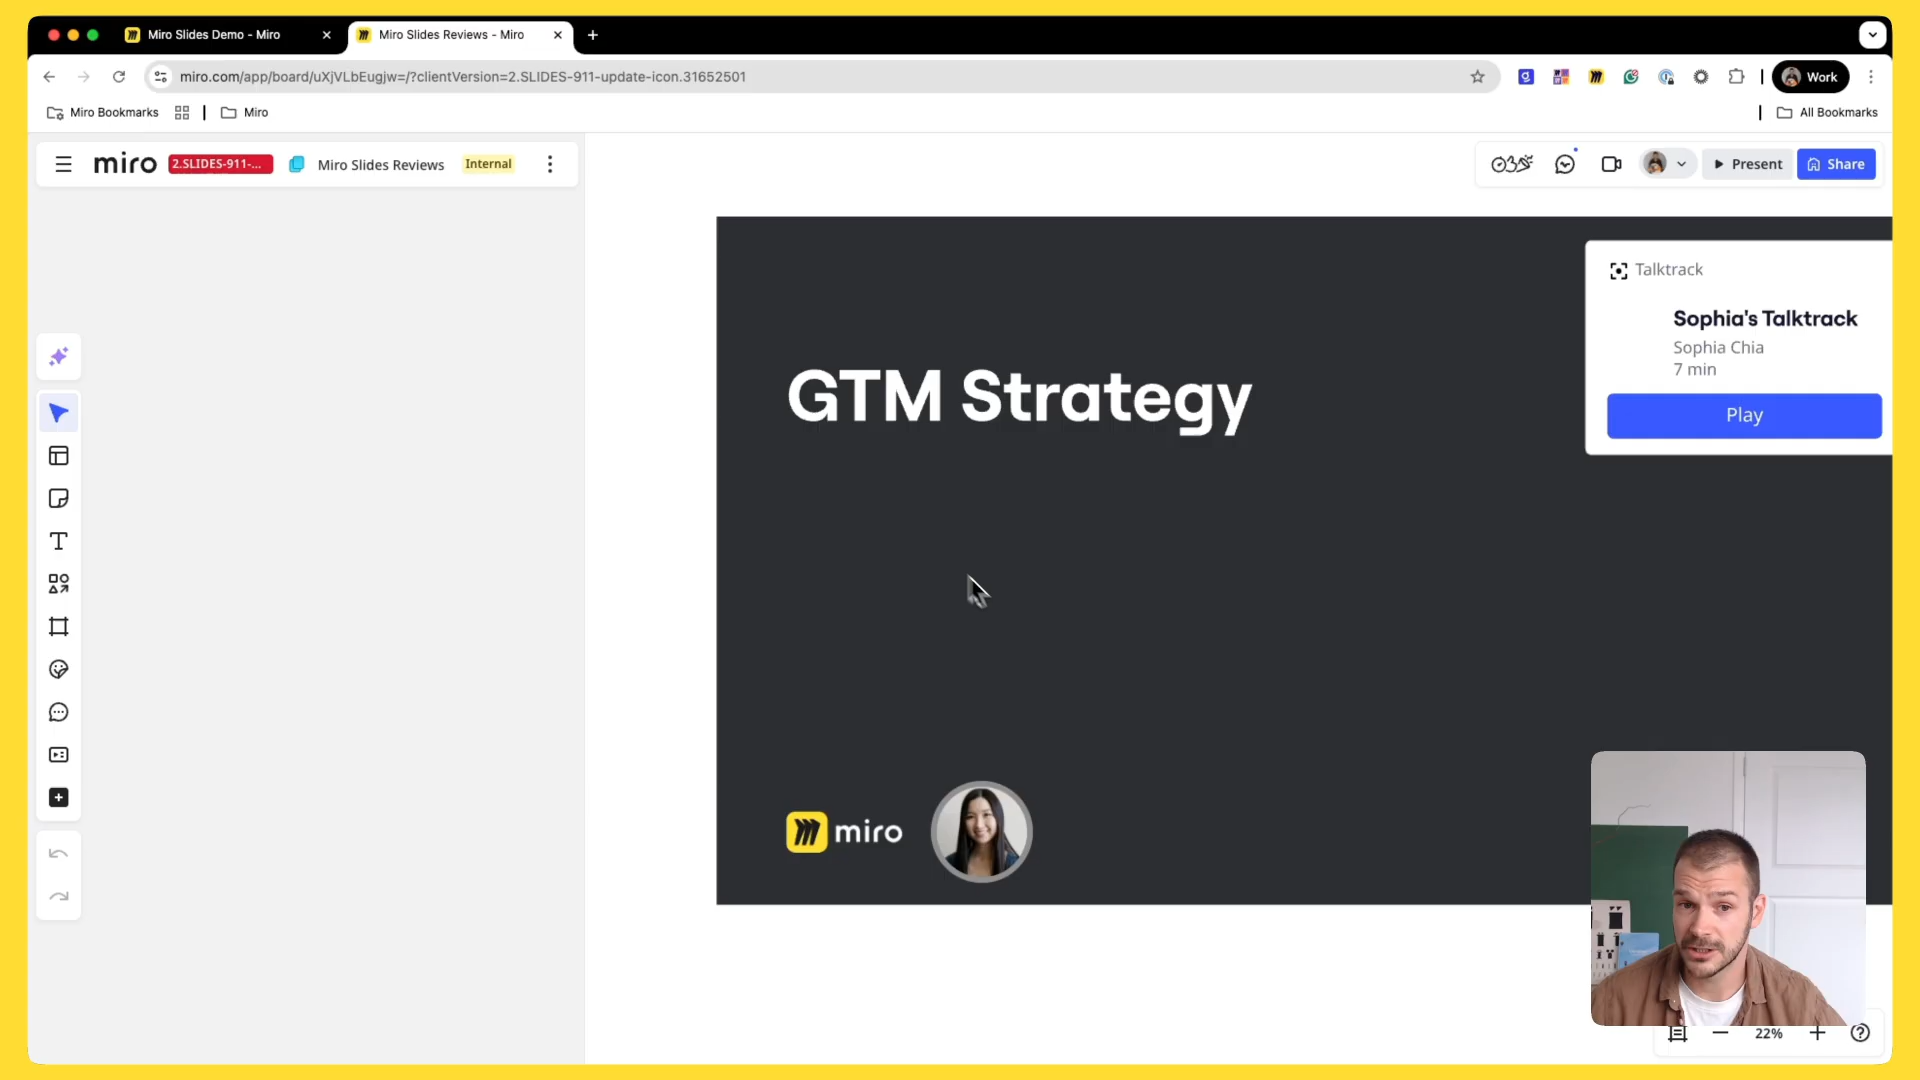 Miro Slides Demo - Miro
Miro Slides Reviews - Miro
miro.com/app/board/uXjVLbEugjw=/?clientVersion=2.SLIDES-911-update-icon.31652501
Work
Miro Bookmarks
Miro
All Bookmarks
miro
2.SLIDES-911-...
Miro Slides Reviews
Internal
Present
Share
Talktrack
Sophia's Talktrack
Sophia Chia
7 min
Play
GTM Strategy
miro
22%